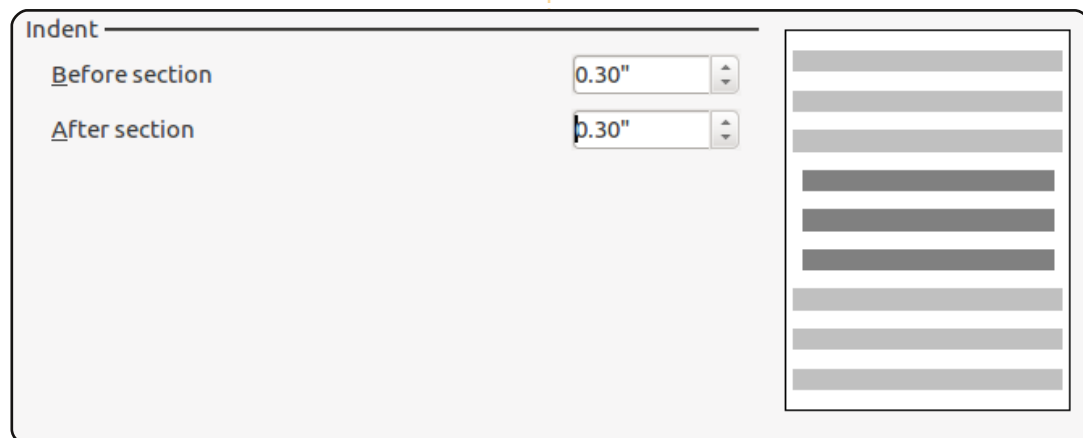 Indent
Before section 0.30"
After section 0.30"